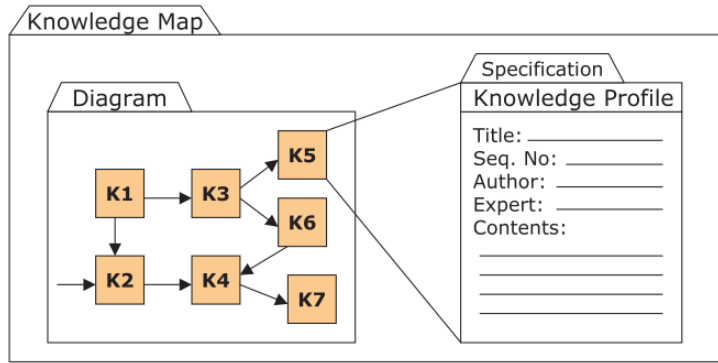 Knowledge Map
Diagram
K1
K3
K5
K6
K2
K4
K7
Specification
Knowledge Profile
Title:
Seq. No:
Author:
Expert:
Contents: